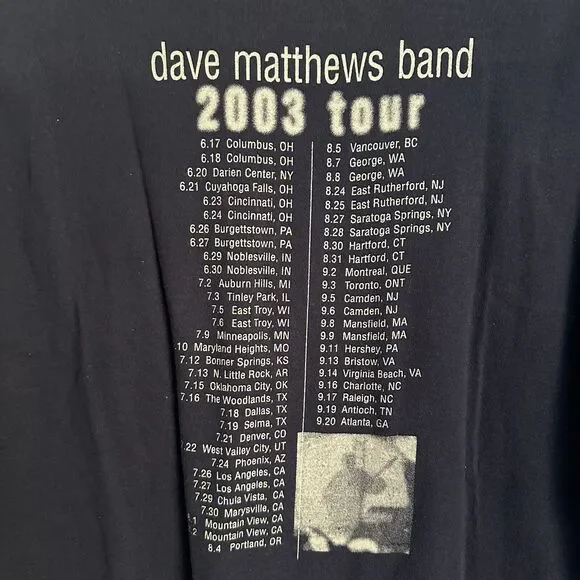 dave matthews band
2003 tour
6.17 Columbus, OH
6.18 Columbus, OH
6.20 Darien Center, NY
6.21 Cuyahoga Falls, OH
6.23 Cincinnati, OH
6.24 Cincinnati, OH
6.26 Burgettstown, PA
6.27 Burgettstown, PA
6.29 Noblesville, IN
6.30 Noblesville, IN
7.2 Auburn Hills, MI
7.3 Tinley Park, IL
7.5 East Troy, WI
7.6 East Troy, WI
7.9 Minneapolis, MN
.10 Maryland Heights, MO
7.12 Bonner Springs, KS
7.13 N. Little Rock, AR
7.15 Oklahoma City, OK
7.16 The Woodlands, TX
7.18 Dallas, TX
7.19 Selma, TX
7.21 Denver, CO
7.22 West Valley City, UT
7.24 Phoenix, AZ
7.26 Los Angeles, CA
7.27 Los Angeles, CA
7.29 Chula Vista, CA
7.30 Marysville, CA
.1 Mountain View, CA
.2 Mountain View, CA
8.4 Portland, OR
8.5 Vancouver, BC
8.7 George, WA
8.8 George, WA
8.24 East Rutherford, NJ
8.25 East Rutherford, NJ
8.27 Saratoga Springs, NY
8.28 Saratoga Springs, NY
8.30 Hartford, CT
8.31 Hartford, CT
9.2 Montreal, QUE
9.3 Toronto, ONT
9.5 Camden, NJ
9.6 Camden, NJ
9.8 Mansfield, MA
9.9 Mansfield, MA
9.11 Hershey, PA
9.13 Bristow, VA
9.14 Virginia Beach, VA
9.16 Charlotte, NC
9.17 Raleigh, NC
9.19 Antioch, TN
9.20 Atlanta, GA